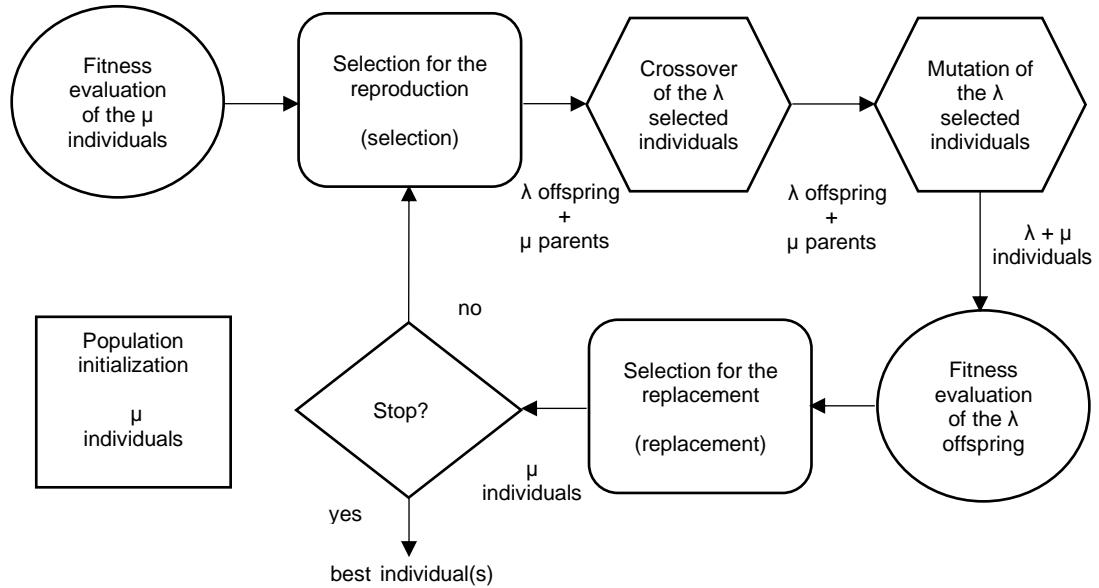 Fitness
evaluation
of the μ
individuals
Selection for the
reproduction
(selection)
Crossover
of the λ
selected
individuals
Mutation of
the λ
selected
individuals
λ offspring
+
μ parents
λ offspring
+
μ parents
λ + μ
individuals
no
Population
initialization
μ
individuals
Stop?
Selection for the
replacement
(replacement)
Fitness
evaluation
of the λ
offspring
μ
individuals
yes
best individual(s)